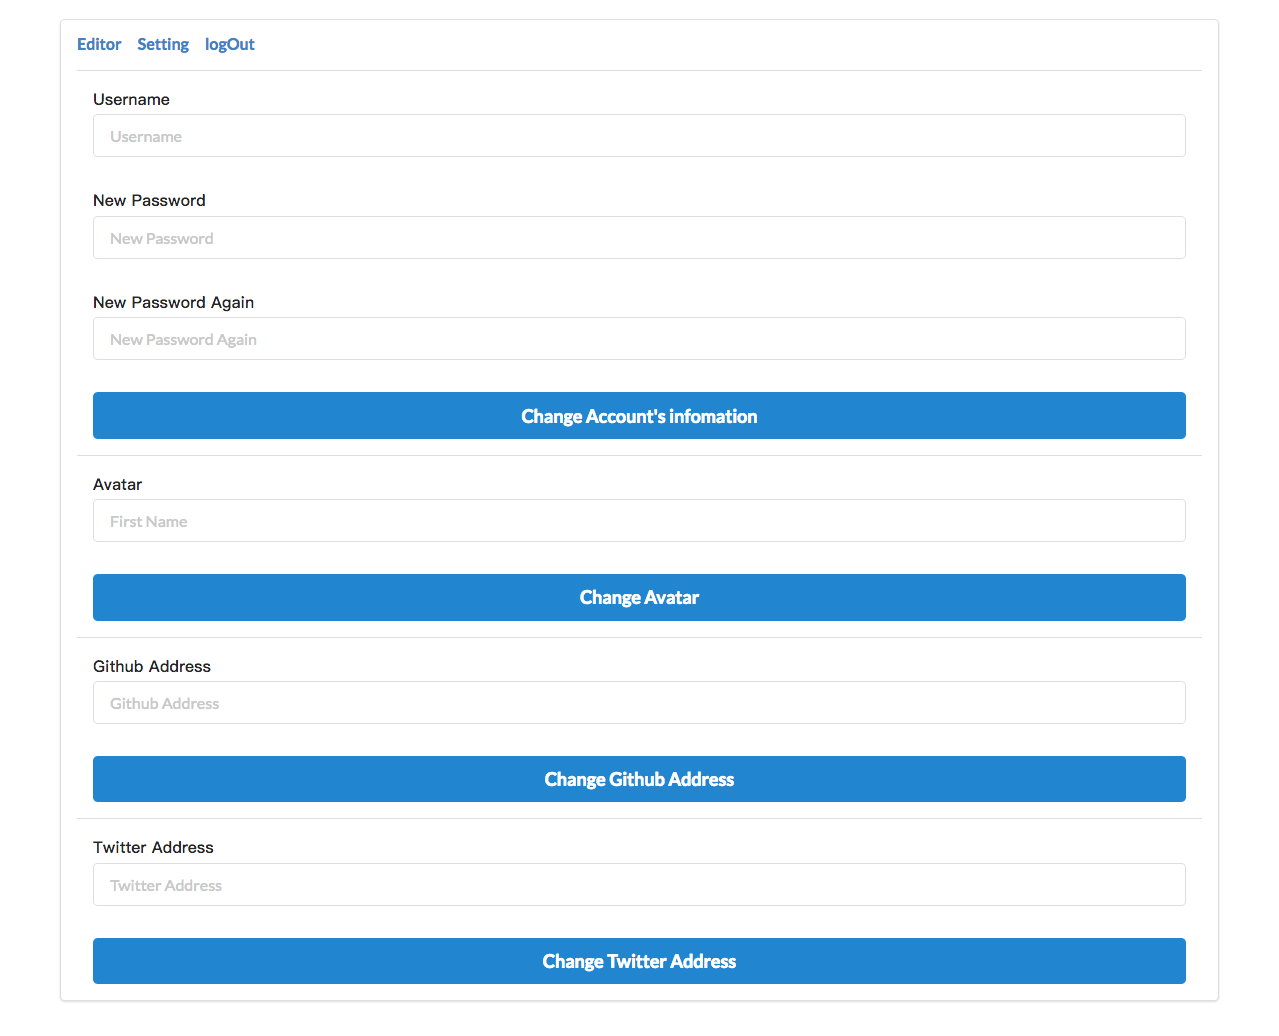 Editor Setting logOut
Username
Username
New Password
New Password
New Password Again
New Password Again
Change Account's infomation
Avatar
First Name
Change Avatar
Github Address
Github Address
Change Github Address
Twitter Address
Twitter Address
Change Twitter Address